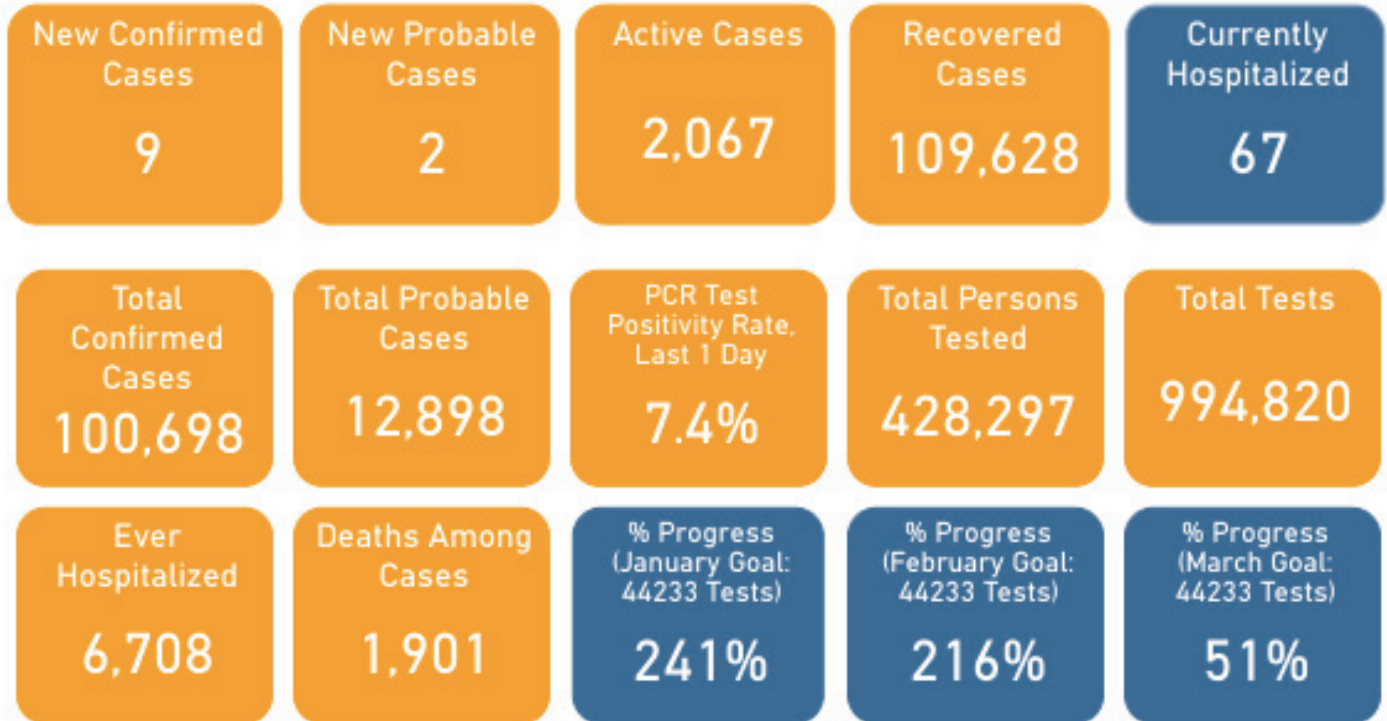 New Confirmed
Cases
9
New Probable
Cases
2
Active Cases
2,067
Recovered
Cases
109,628
Currently
Hospitalized
67
Total
Confirmed
Cases
100,698
Total Probable
Cases
12,898
PCR Test
Positivity Rate,
Last 1 Day
7.4%
Total Persons
Tested
428,297
Total Tests
994,820
Ever
Hospitalized
6,708
Deaths Among
Cases
1,901
% Progress
(January Goal:
44233 Tests)
241%
% Progress
(February Goal:
44233 Tests)
216%
% Progress
(March Goal:
44233 Tests)
51%